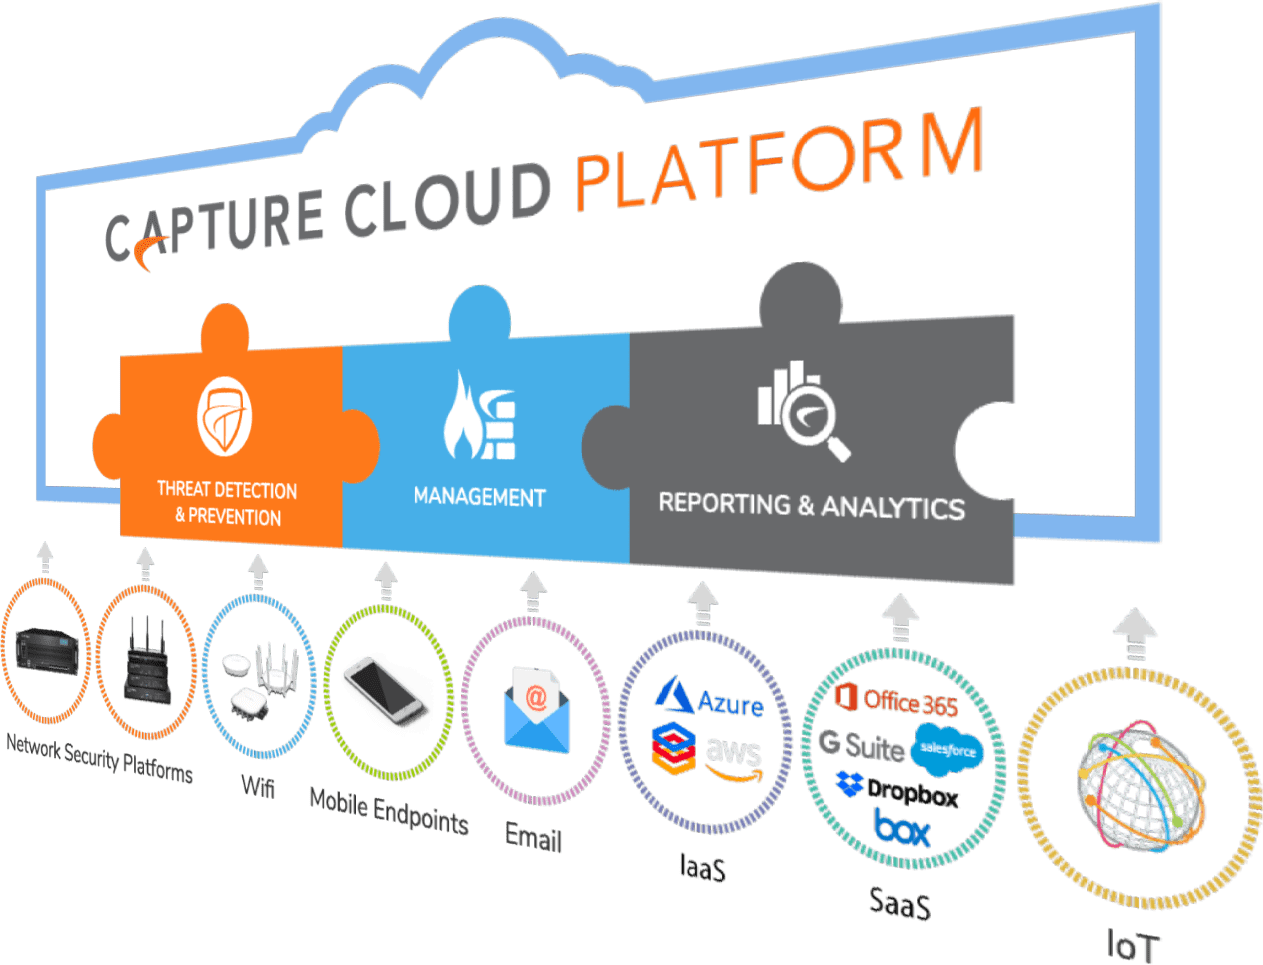 CAPTURE CLOUD PLATFORM
THREAT DETECTION
& PREVENTION
MANAGEMENT
REPORTING & ANALYTICS
Network Security Platforms
Wifi
Mobile Endpoints
@
Email
Azure
aws
IaaS
Office 365
G Suite
salesforce
Dropbox
box
SaaS
IoT